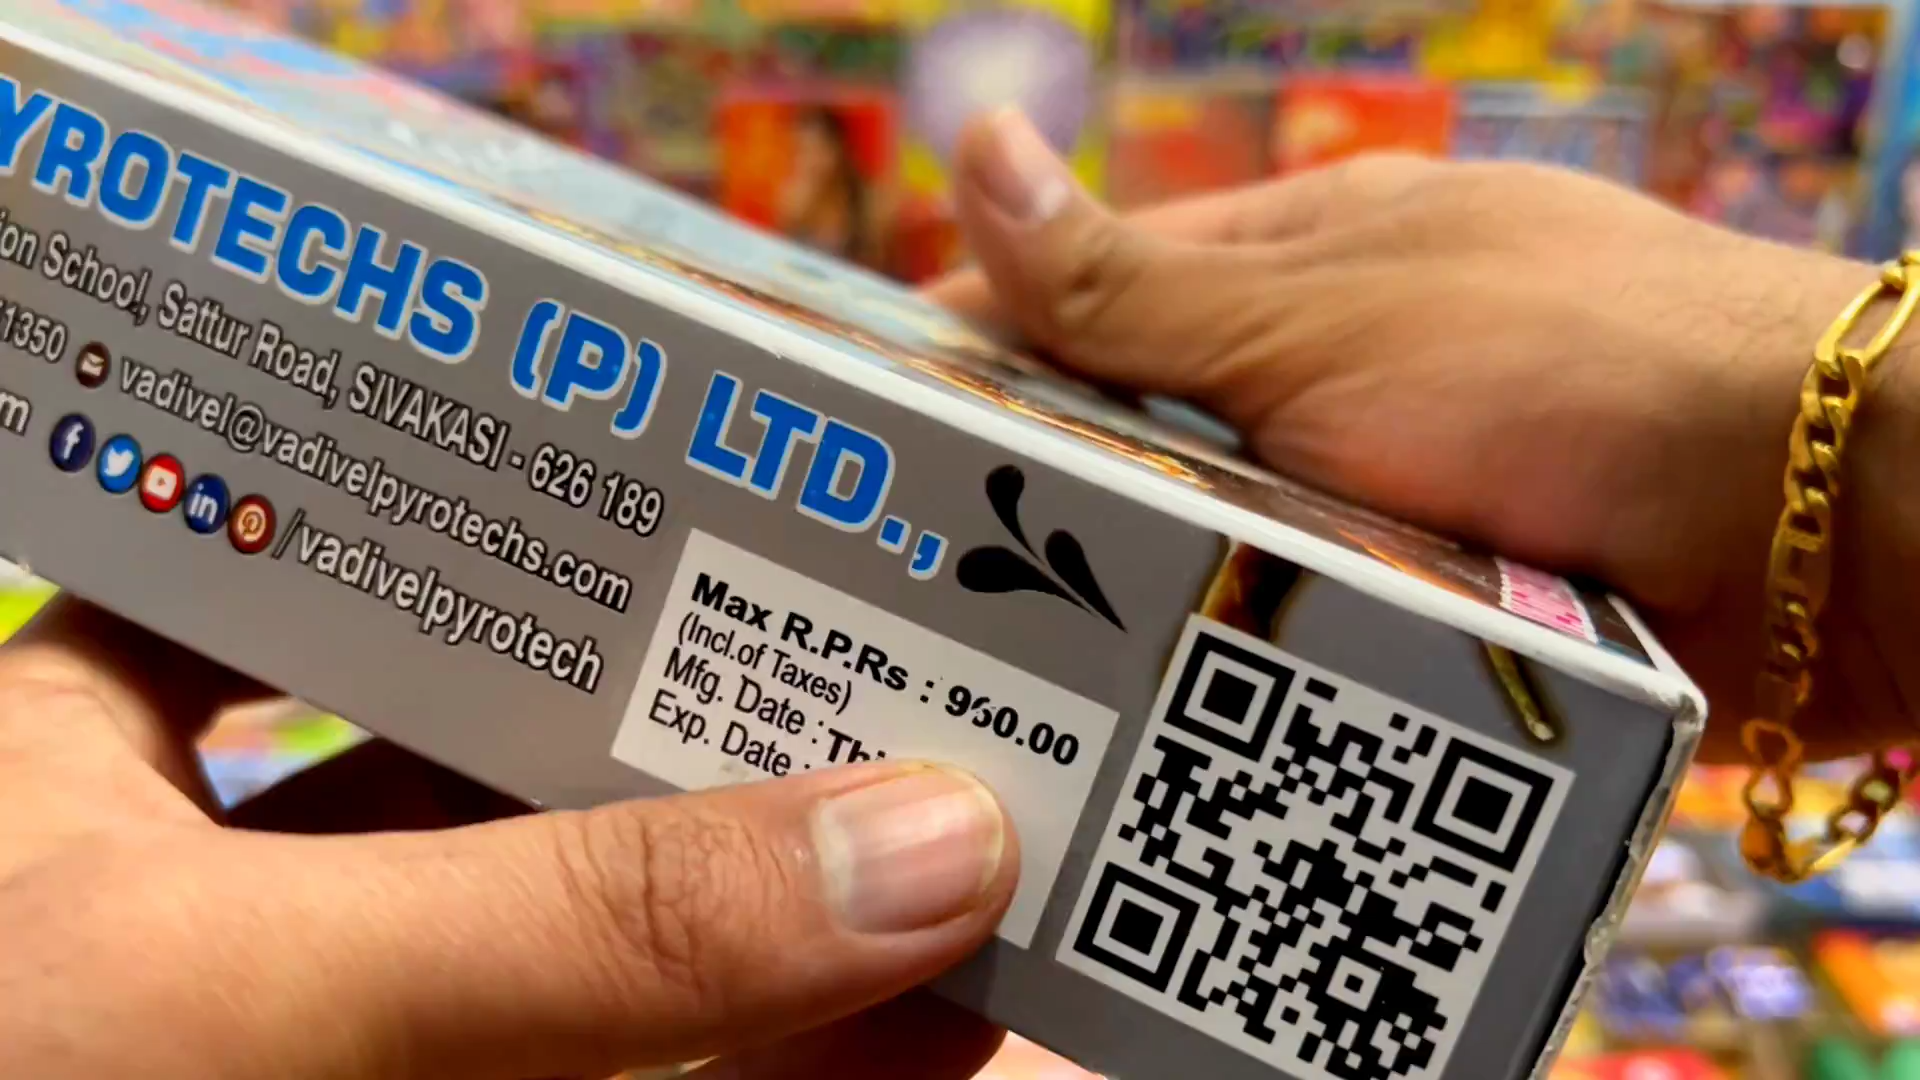 YROTECHS (P) LTD.,
ion School, Sattur Road, SIVAKASI - 626 189
1350 vadivel@vadivelpyrotechs.com
m /vadivelpyrotech
Max R.P.Rs : 960.00
(Incl.of Taxes)
Mfg. Date : Thi
Exp. Date :